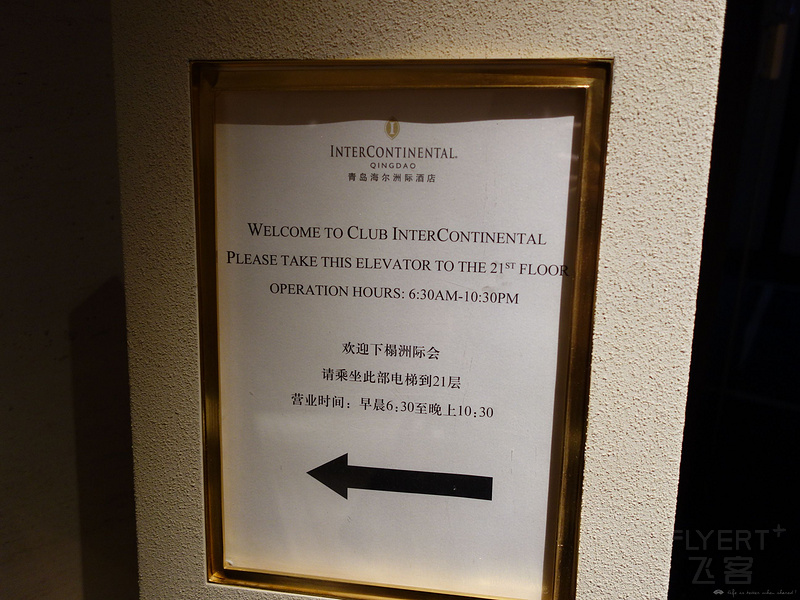 INTERCONTINENTAL.
QINGDAO
青岛海尔洲际酒店
WELCOME TO CLUB INTERCONTINENTAL
PLEASE TAKE THIS ELEVATOR TO THE 21ST FLOOR
OPERATION HOURS: 6:30AM-10:30PM
欢迎下榻洲际会
请乘坐此部电梯到21层
营业时间：早晨6:30至晚上10:30
FLYERT+
飞客